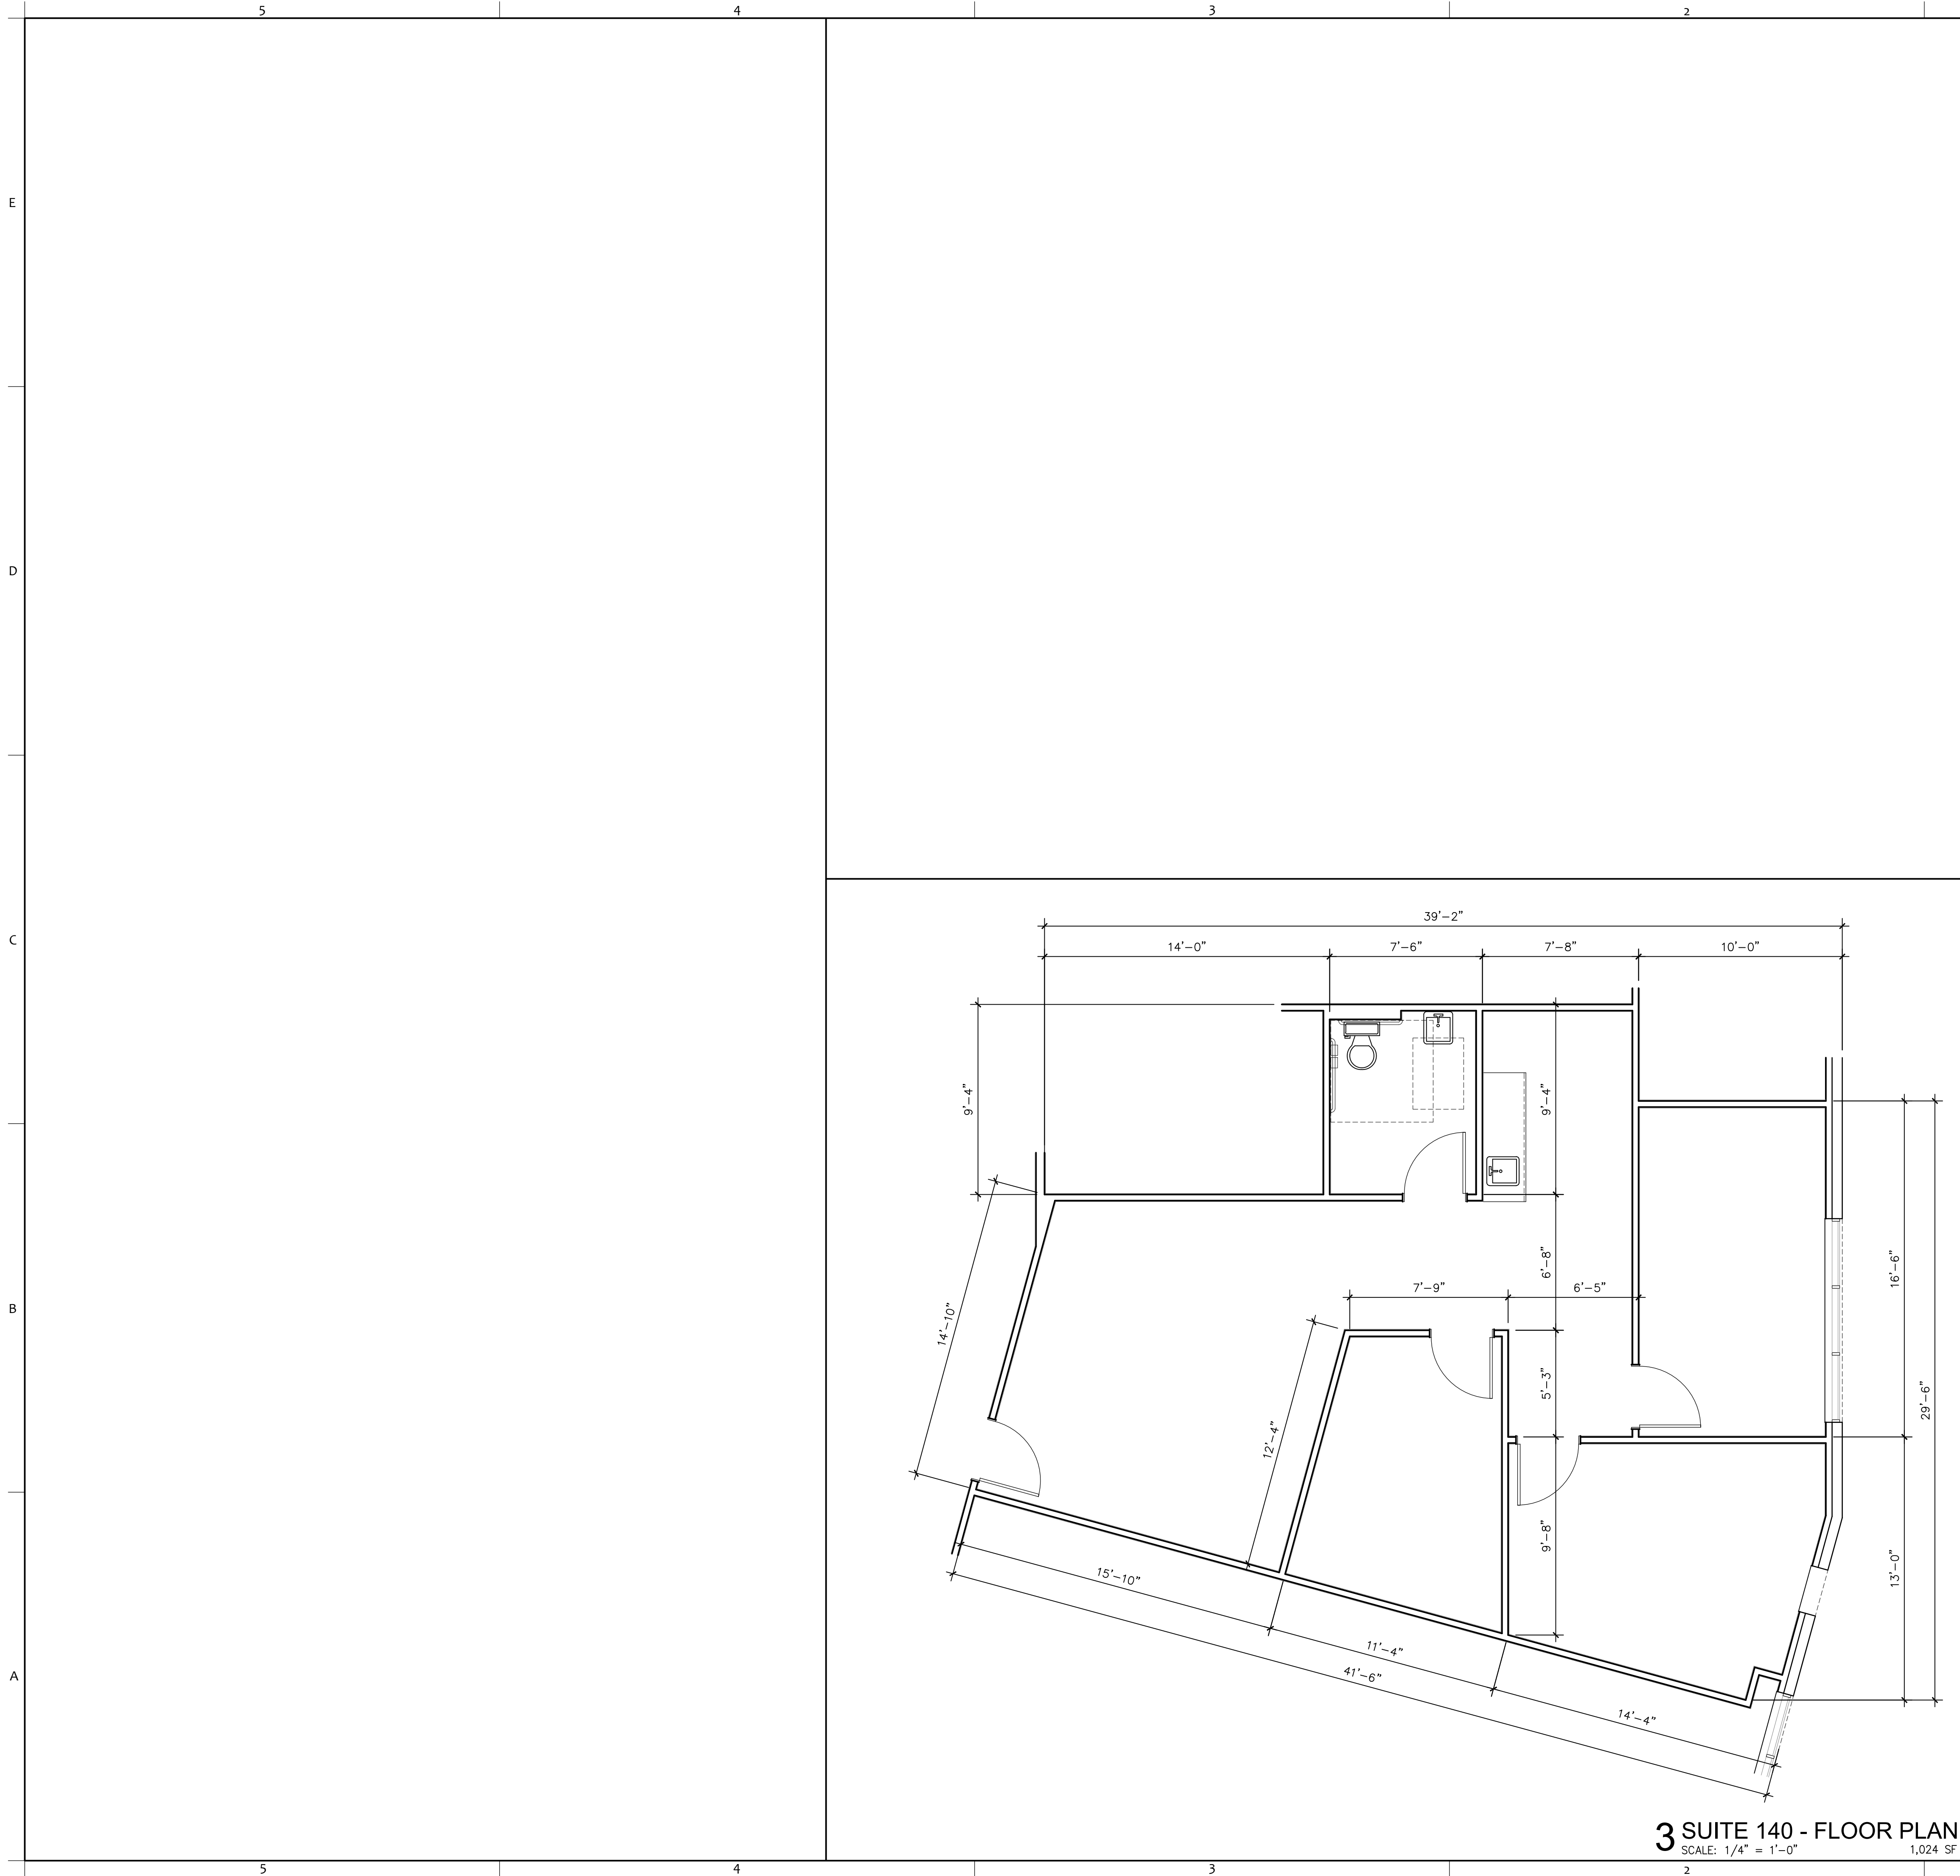 5 4 3 2
E
D
C
39'-2"
14'-0" 7'-6" 7'-8" 10'-0"
9'-4" 9'-4"
B
6'-8" 16'-6"
7'-9" 6'-5"
14'-10"
5'-3" 29'-6"
12'-4"
9'-8"
15'-10" 13'-0"
11'-4"
A
41'-6"
14'-4"
3 SUITE 140 - FLOOR PLAN
SCALE: 1/4" = 1'-0" 1,024 SF
5 4 3 2